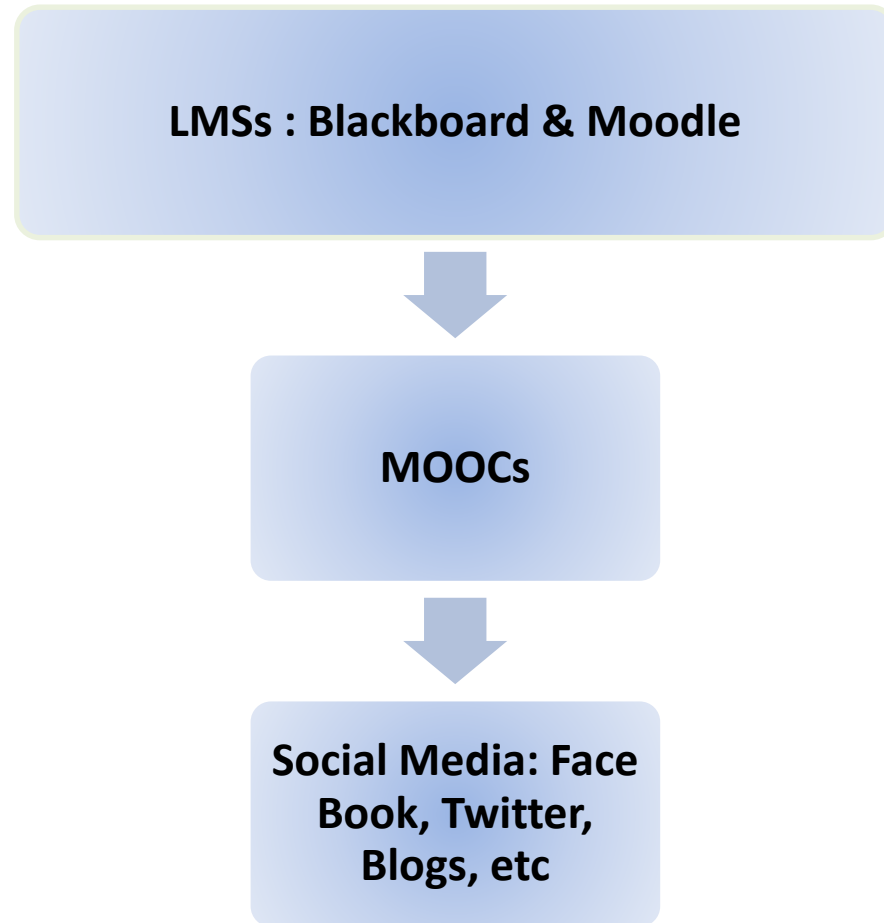 LMSs : Blackboard & Moodle
MOOCs
Social Media: Face
Book, Twitter,
Blogs, etc